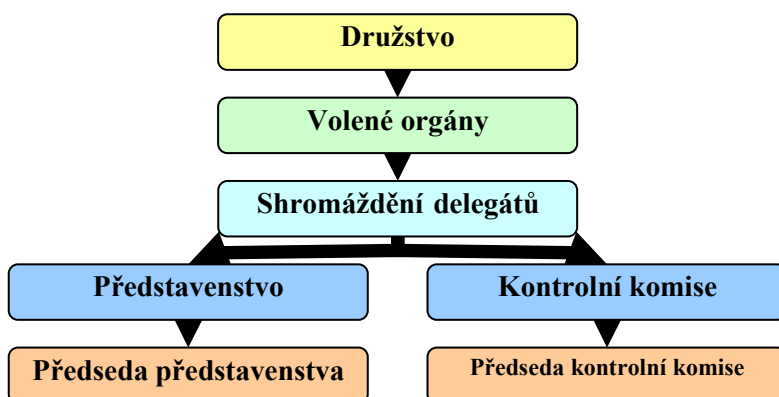 Družstvo
Volené orgány
Shromáždění delegátů
Představenstvo
Kontrolní komise
Předseda představenstva
Předseda kontrolní komise